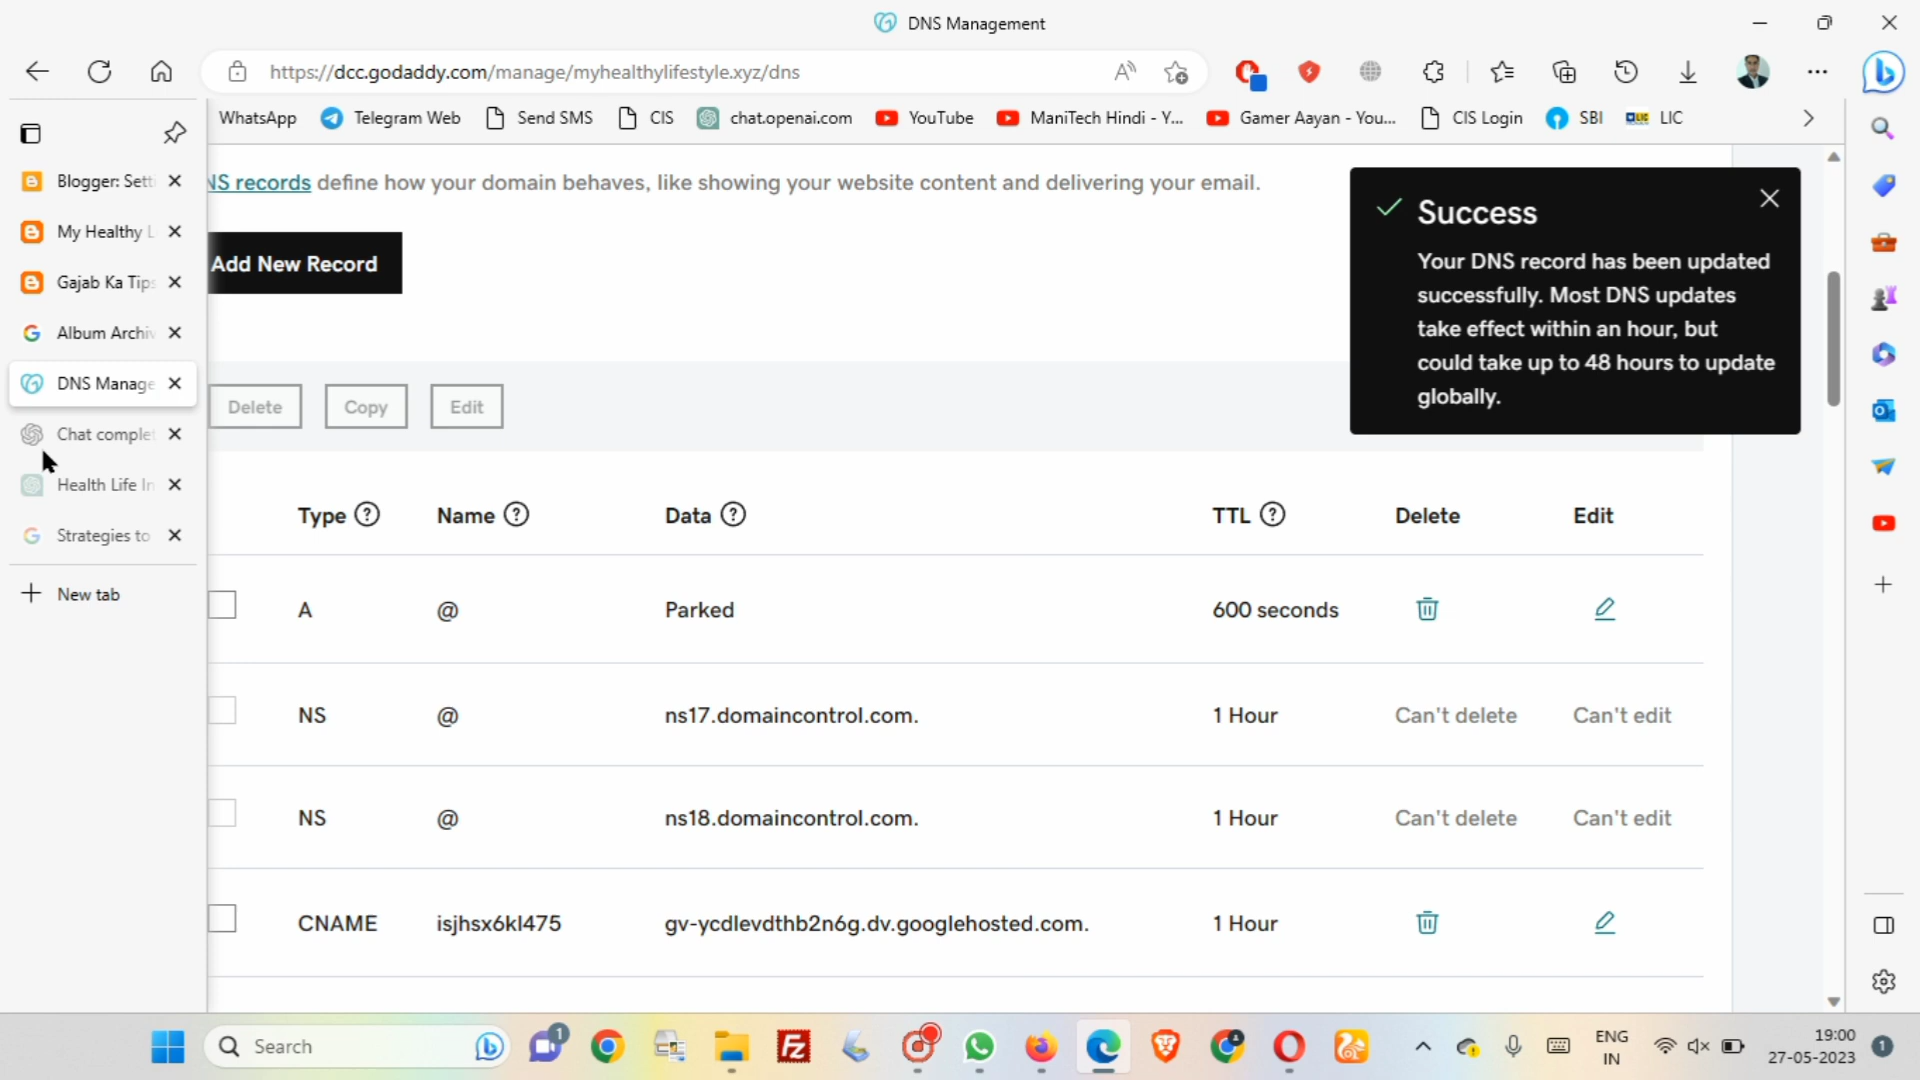 DNS Management
https://dcc.godaddy.com/manage/myhealthylifestyle.xyz/dns
WhatsApp Telegram Web Send SMS CIS chat.openai.com YouTube ManiTech Hindi - Y... Gamer Aayan - You... CIS Login SBI LIC
Blogger: Sett
My Healthy L
Gajab Ka Tips
Album Archiv
DNS Manage
Chat complet
Health Life In
Strategies to
New tab
NS records define how your domain behaves, like showing your website content and delivering your email.
Add New Record
Success
Your DNS record has been updated
successfully. Most DNS updates
take effect within an hour, but
could take up to 48 hours to update
globally.
Delete Copy Edit
Type ? Name ? Data ? TTL ? Delete Edit
A @ Parked 600 seconds
NS @ ns17.domaincontrol.com. 1 Hour Can't delete Can't edit
NS @ ns18.domaincontrol.com. 1 Hour Can't delete Can't edit
CNAME isjhsx6kl475 gv-ycdlevdthb2n6g.dv.googlehosted.com. 1 Hour
Search
1
ENG
IN
19:00
27-05-2023
1